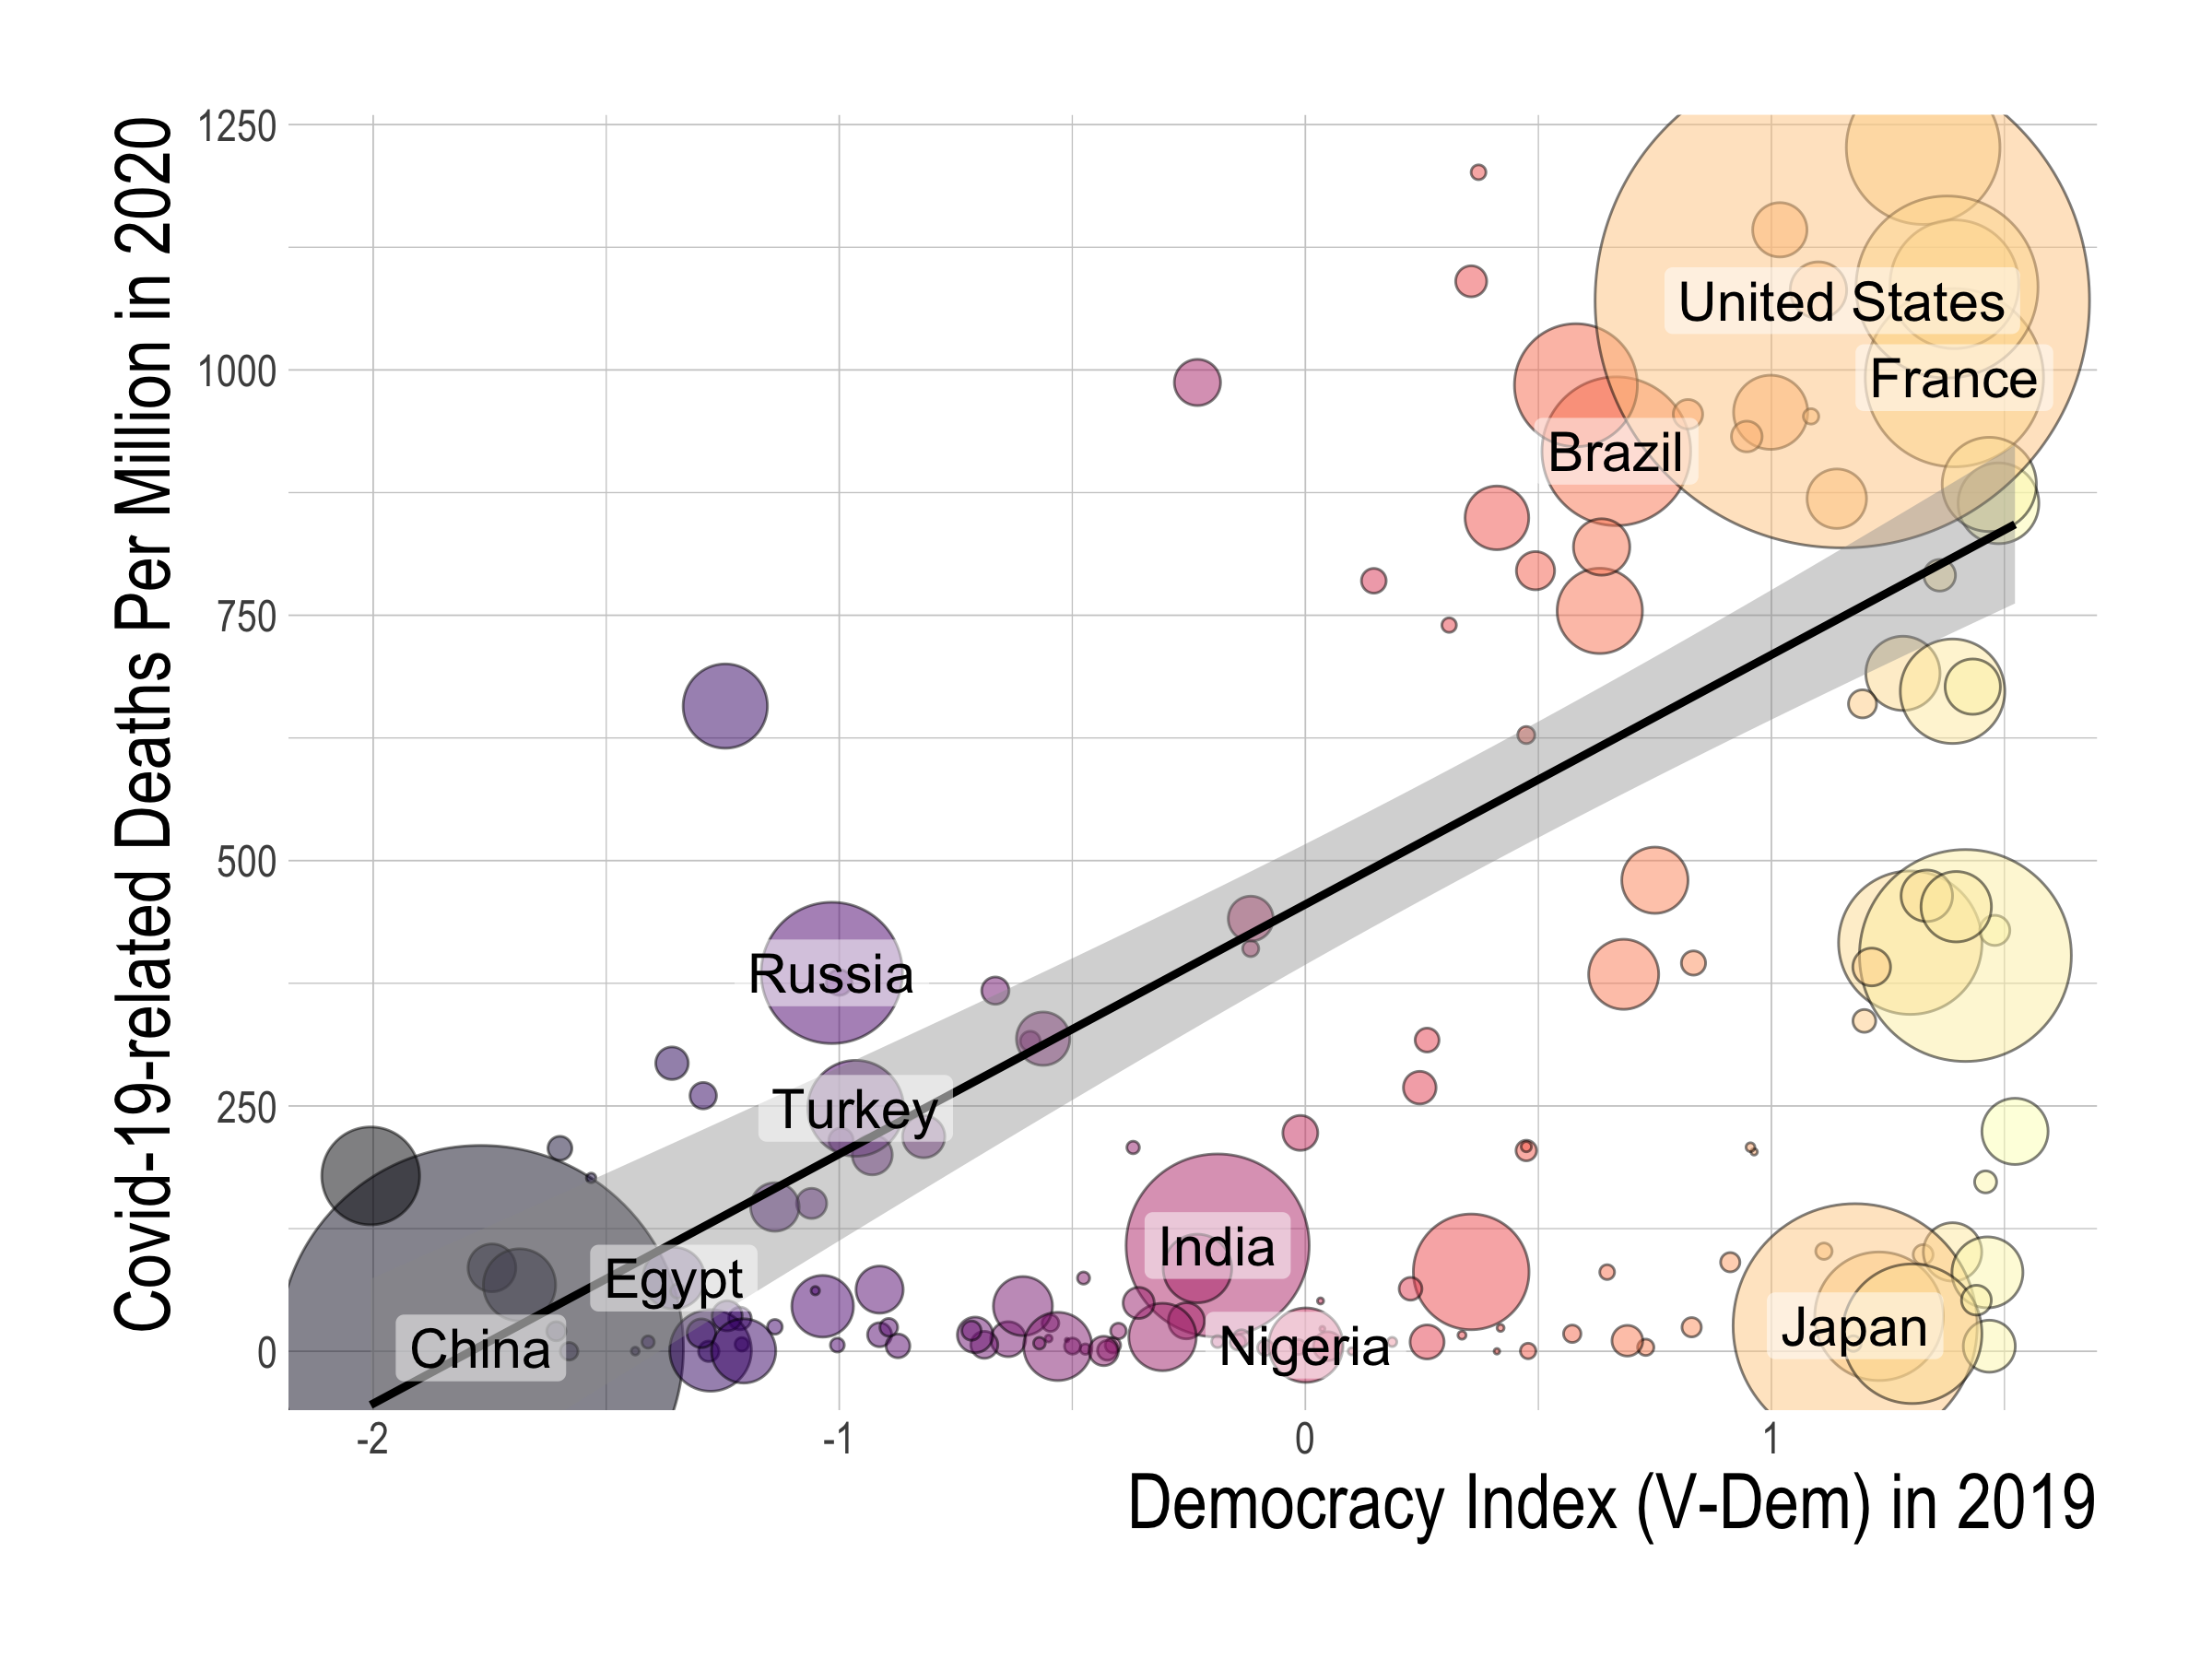 Covid-19-related Deaths Per Million in 2020
1250
1000
750
500
250
0
United States
France
Brazil
Russia
Turkey
India
Egypt
Japan
China
Nigeria
-2
-1
0
1
Democracy Index (V-Dem) in 2019